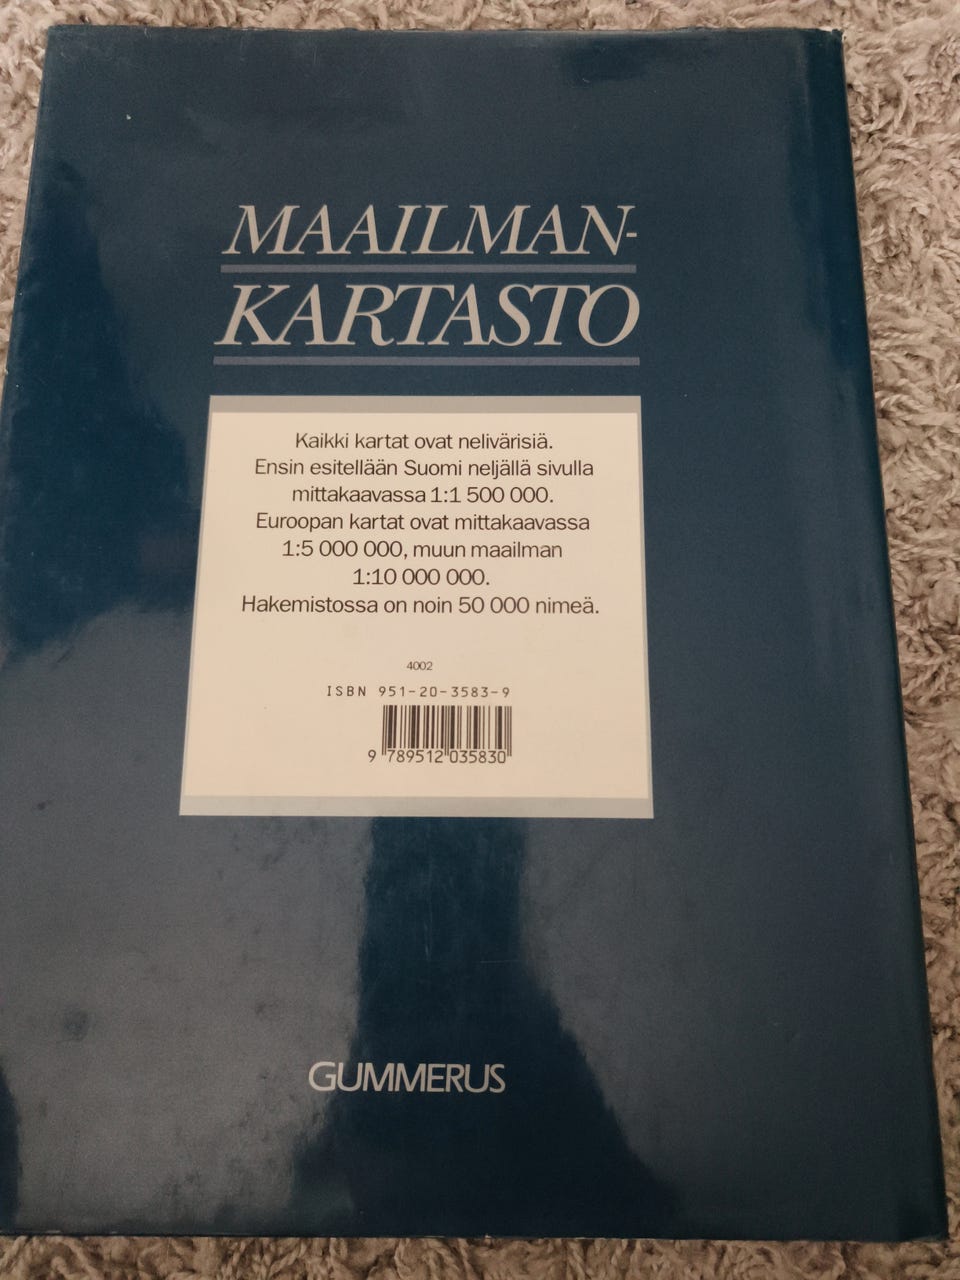 MAAILMAN-
KARTASTO
Kaikki kartat ovat nelivärisiä.
Ensin esitellään Suomi neljällä sivulla
mittakaavassa 1:1 500 000.
Euroopan kartat ovat mittakaavassa
1:5 000 000, muun maailman
1:10 000 000.
Hakemistossa on noin 50 000 nimeä.
4002
ISBN 951-20-3583-9
9 789512 035830
GUMMERUS